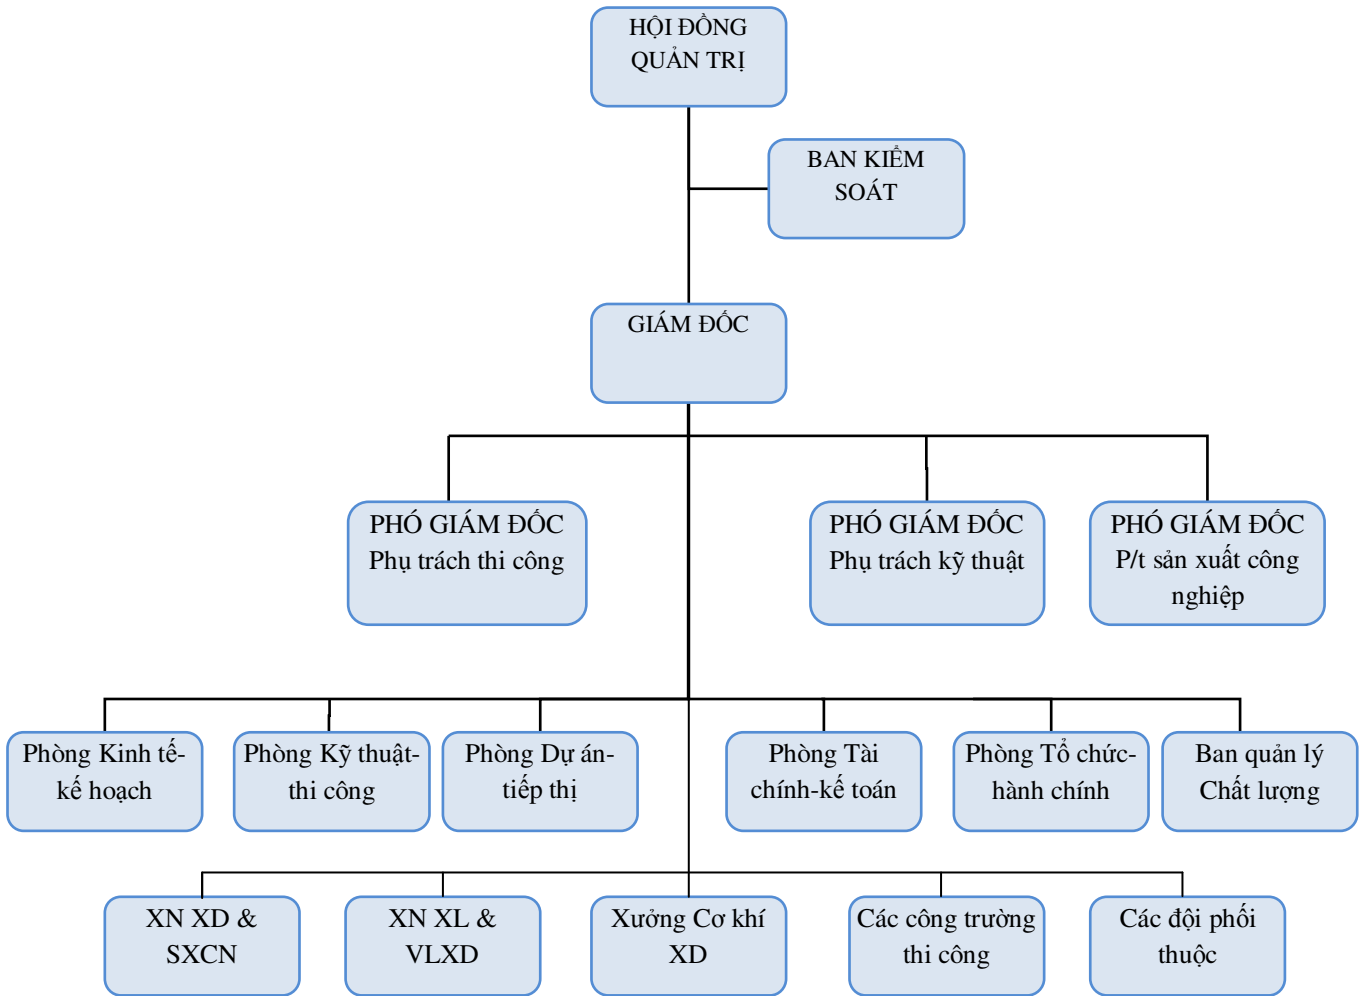 HỘI ĐỒNG
QUẢN TRỊ
BAN KIỂM
SOÁT
GIÁM ĐỐC
PHÓ GIÁM ĐỐC
Phụ trách thi công
PHÓ GIÁM ĐỐC
Phụ trách kỹ thuật
PHÓ GIÁM ĐỐC
P/t sản xuất công
nghiệp
Phòng Kinh tế-
kế hoạch
Phòng Kỹ thuật-
thi công
Phòng Dự án-
tiếp thị
Phòng Tài
chính-kế toán
Phòng Tổ chức-
hành chính
Ban quản lý
Chất lượng
XN XD &
SXCN
XN XL &
VLXD
Xưởng Cơ khí
XD
Các công trường
thi công
Các đội phối
thuộc